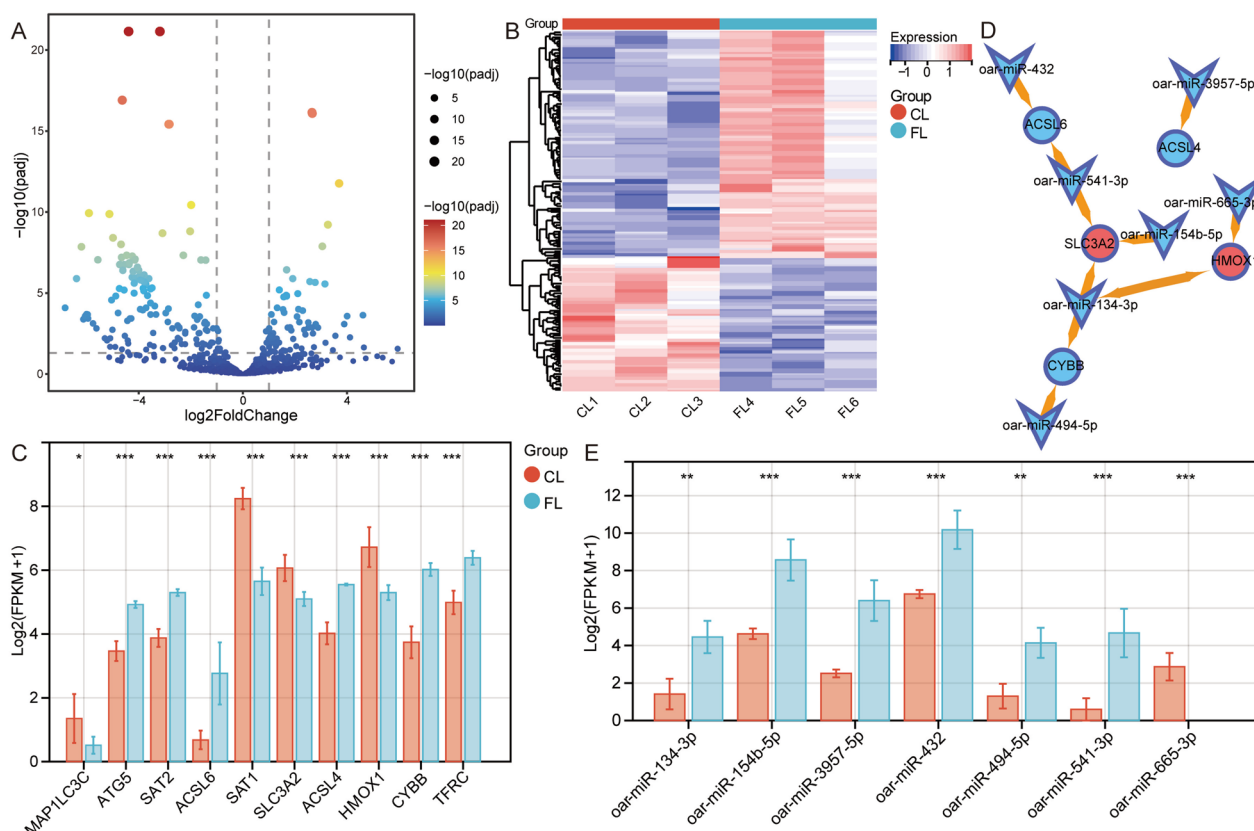 A
20
15
10
5
0
−4
0
4
−log10(padj)
log2FoldChange
−log10(padj)
5
10
15
20
−log10(padj)
20
15
10
5
B
Group
CL1
CL2
CL3
FL4
FL5
FL6
Expression
−1
0
1
Group
CL
FL
D
oar-miR-432
oar-miR-3957-5p
ACSL6
ACSL4
oar-miR-541-3p
oar-miR-665-3p
oar-miR-154b-5p
SLC3A2
HMOX1
oar-miR-134-3p
CYBB
oar-miR-494-5p
C
* *** *** *** *** *** *** *** *** ***
8
6
4
2
0
Log2(FPKM+1)
MAP1LC3C
ATG5
SAT2
ACSL6
SAT1
SLC3A2
ACSL4
HMOX1
CYBB
TFRC
Group
CL
FL
E
** *** *** *** ** *** ***
12
10
8
6
4
2
0
Log2(FPKM+1)
oar-miR-134-3p
oar-miR-154b-5p
oar-miR-3957-5p
oar-miR-432
oar-miR-494-5p
oar-miR-541-3p
oar-miR-665-3p